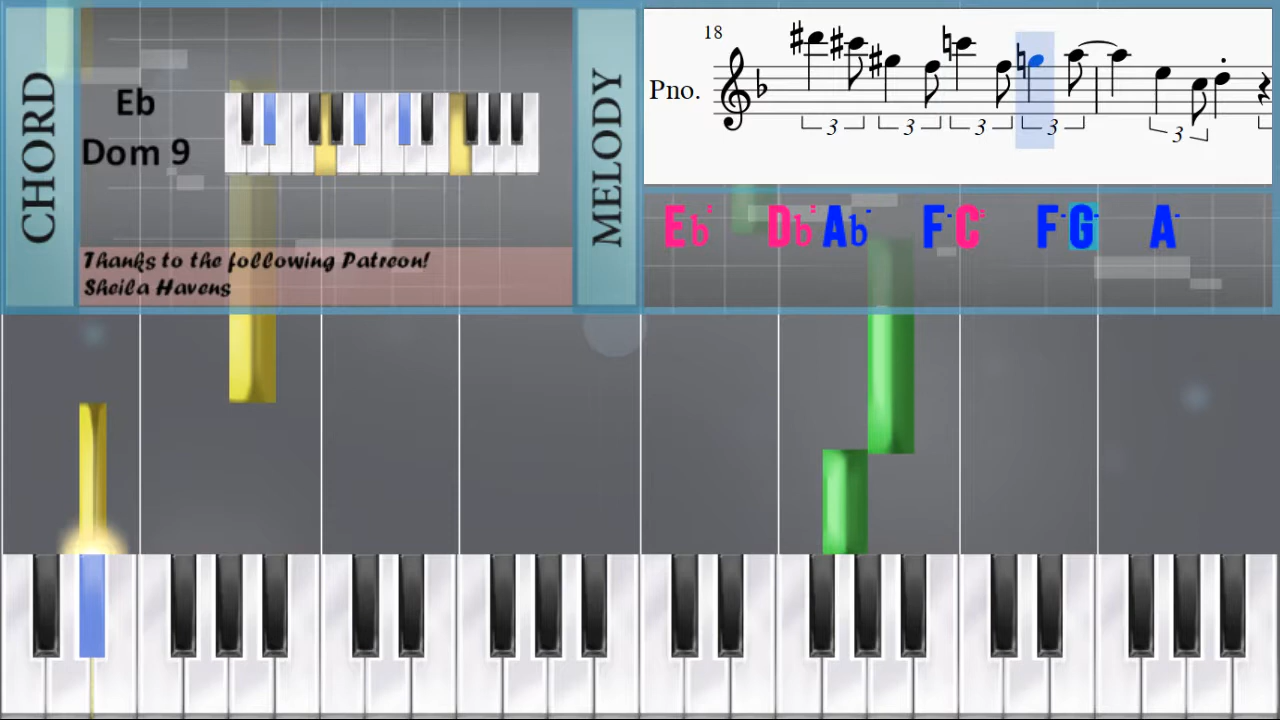 CHORD
Eb
Dom 9
Thanks to the following Patreon!
Sheila Havens
MELODY
18
Pno.
3 3 3 3 3
Eb Db Ab F C F G A